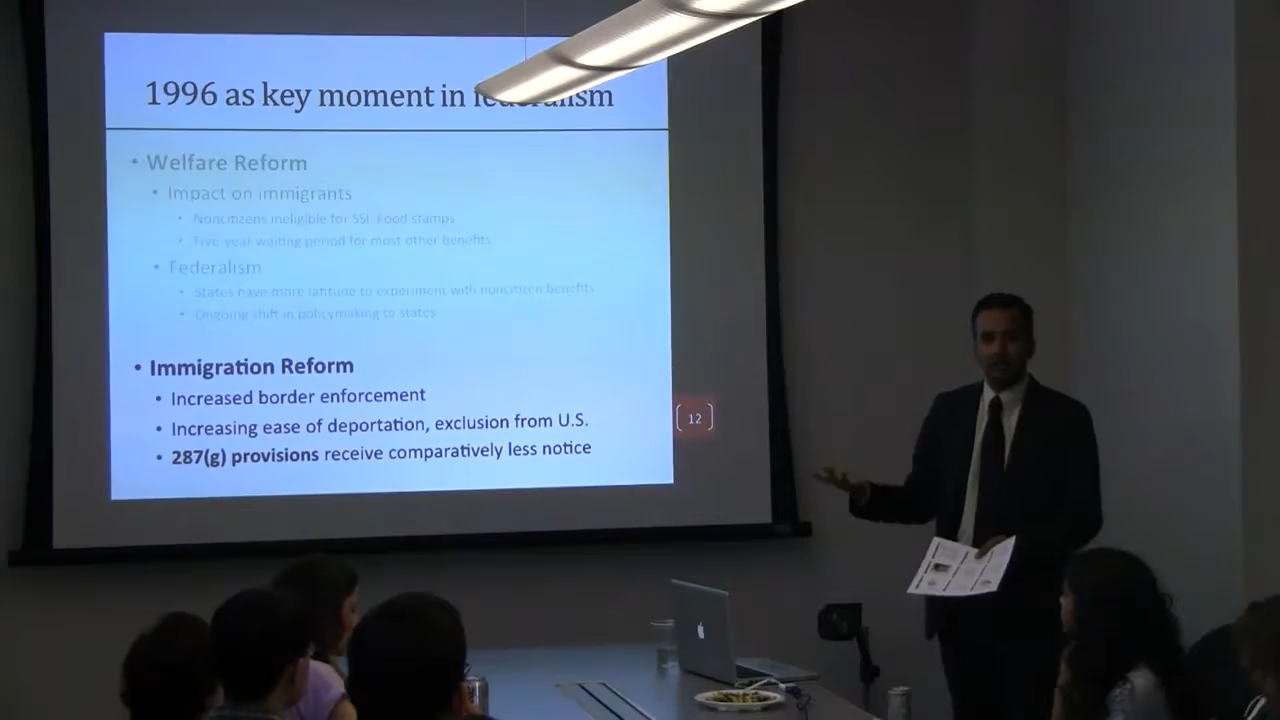 1996 as key moment in federalism
• Welfare Reform
• Impact on immigrants
• Noncitizens ineligible for SSI, Food stamps
• Five-year waiting period for most other benefits
• Federalism
• States have more latitude to experiment with noncitizen benefits
• Ongoing shift in policymaking to states
• Immigration Reform
• Increased border enforcement
• Increasing ease of deportation, exclusion from U.S.
• 287(g) provisions receive comparatively less notice
12